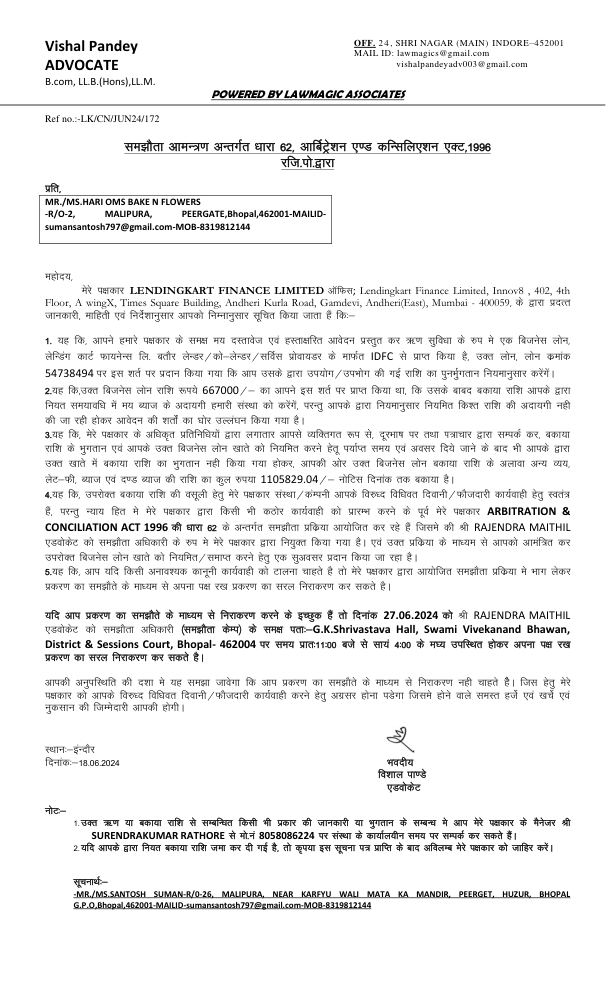 Vishal Pandey
ADVOCATE
B.com, LL.B.(Hons),LL.M.
OFF. 24, SHRI NAGAR (MAIN) INDORE-452001
MAIL ID: lawmagics@gmail.com
vishalpandeyadv003@gmail.com
POWERED BY LAWMAGIC ASSOCIATES
Ref no.:-LK/CN/JUN24/172
समझौता आमन्त्रण अन्तर्गत धारा 62, आर्बिट्रेशन एण्ड कन्सिलिएशन एक्ट,1996
रजि.पो.द्वारा
प्रति,
MR./MS.HARI OMS BAKE N FLOWERS
-R/O-2, MALIPURA, PEERGATE,Bhopal,462001-MAILID-
sumansantosh797@gmail.com-MOB-8319812144
महोदय,
मेरे पक्षकार LENDINGKART FINANCE LIMITED ऑफिस; Lendingkart Finance Limited, Innov8 , 402, 4th
Floor, A wingX, Times Square Building, Andheri Kurla Road, Gamdevi, Andheri(East), Mumbai - 400059, के द्वारा प्रदत्त
जानकारी, माहिती एवं निर्देशानुसार आपको निम्नानुसार सूचित किया जाता हैं कि:–
1. यह कि, आपने हमारे पक्षकार के समक्ष मय दस्तावेज एवं हस्ताक्षरित आवेदन प्रस्तुत कर ऋण सुविधा के रुप मे एक बिजनेस लोन,
लेन्डिंग कार्ट फायनेन्स लि. बतौर लेन्डर/को–लेन्डर/सर्विस प्रोवायडर के मार्फत IDFC से प्राप्त किया है, उक्त लोन, लोन क्रमांक
54738494 पर इस शर्त पर प्रदान किया गया कि आप उसके द्वारा उपयोग/उपभोग की गई राशि का पुनर्भुगतान नियमानुसार करेगें।
2.यह कि,उक्त बिजनेस लोन राशि रूपये 667000/– का आपने इस शर्त पर प्राप्त किया था, कि उसके बाबद बकाया राशि आपके द्वारा
नियत समयावधि में मय ब्याज के अदायगी हमारी संस्था को करेगें, परन्तु आपके द्वारा नियमानुसार नियमित किश्त राशि की अदायगी नही
की जा रही होकर आवेदन की शर्तों का घोर उल्लंघन किया गया है।
3.यह कि, मेरे पक्षकार के अधिकृत प्रतिनिधियों द्वारा लगातार आपसे व्यक्तिगत रूप से, दूरभाष पर तथा पत्राचार द्वारा सम्पर्क कर, बकाया
राशि के भुगतान एवं आपके उक्त बिजनेस लोन खाते को नियमित करने हेतू पर्याप्त समय एवं अवसर दिये जाने के बाद भी आपके द्वारा
उक्त खाते में बकाया राशि का भुगतान नही किया गया होकर, आपकी ओर उक्त बिजनेस लोन बकाया राशि के अलावा अन्य व्यय,
लेट–फी, ब्याज एवं दण्ड ब्याज की राशि का कुल रुपया 1105829.04/– नोटिस दिनांक तक बकाया है।
4.यह कि, उपरोक्त बकाया राशि की वसूली हेतु मेरे पक्षकार संस्था/कंम्पनी आपके विरुध्द विधिवत दिवानी/फौजदारी कार्यवाही हेतु स्वतंत्र
हैं, परन्तु न्याय हित मे मेरे पक्षकार द्वारा किसी भी कठोर कार्यवाही को प्रारम्भ करने के पूर्व मेरे पक्षकार ARBITRATION &
CONCILIATION ACT 1996 की धारा 62 के अन्तर्गत समझौता प्रक्रिया आयोजित कर रहे हैं जिसमे की श्री RAJENDRA MAITHIL
एडवोकेट को समझौता अधिकारी के रुप मे मेरे पक्षकार द्वारा नियुक्त किया गया है। एवं उक्त प्रक्रिया के माध्यम से आपको आमंत्रित कर
उपरोक्त बिजनेस लोन खाते को नियमित/समाप्त करने हेतु एक सुअवसर प्रदान किया जा रहा है।
5.यह कि, आप यदि किसी अनावश्यक कानूनी कार्यवाही को टालना चाहते है तो मेरे पक्षकार द्वारा आयोजित समझौता प्रक्रिया मे भाग लेकर
प्रकरण का समझौते के माध्यम से अपना पक्ष रख प्रकरण का सरल निराकरण कर सकते है।
यदि आप प्रकरण का समझौते के माध्यम से निराकरण करने के इच्छुक हैं तो दिनांक 27.06.2024 को श्री RAJENDRA MAITHIL
एडवोकेट को समझौता अधिकारी (समझौता केम्प) के समक्ष पताः–G.K.Shrivastava Hall, Swami Vivekanand Bhawan,
District & Sessions Court, Bhopal- 462004 पर समय प्रातः11:00 बजे से सायं 4:00 के मघ्य उपस्थित होकर अपना पक्ष रख
प्रकरण का सरल निराकरण कर सकते है।
आपकी अनुपस्थिति की दशा मे यह समझा जावेगा कि आप प्रकरण का समझौते के माध्यम से निराकरण नही चाहते हैै। जिस हेतु मेरे
पक्षकार को आपके विरुध्द विधिवत दिवानी/फौजदारी कार्यवाही करने हेतु अग्रसर होना पडेगा जिसमे होने वाले समस्त हर्जे एवं खर्चे एवं
नुकसान की जिम्मेदारी आपकी होगी।
स्थानः–इंन्दौर
दिनांकः–18.06.2024
भवदीय
विशाल पाण्डे
एडवोकेट
नोटः–
1.उक्त ऋण या बकाया राशि से सम्बन्धित किसी भी प्रकार की जानकारी या भुगतान के सम्बन्ध मे आप मेरे पक्षकार के मैनेजर श्री
SURENDRAKUMAR RATHORE से मो.नं 8058086224 पर संस्था के कार्यालयीन समय पर सम्पर्क कर सकते हैं।
2.यदि आपके द्वारा नियत बकाया राशि जमा कर दी गई है, तो कृपया इस सूचना पत्र प्राप्ति के बाद अविलम्ब मेरे पक्षकार को जाहिर करें।
सूचनार्थः–
-MR./MS.SANTOSH SUMAN-R/0-26, MALIPURA, NEAR KARFYU WALI MATA KA MANDIR, PEERGET, HUZUR, BHOPAL
G.P.O,Bhopal,462001-MAILID-sumansantosh797@gmail.com-MOB-8319812144